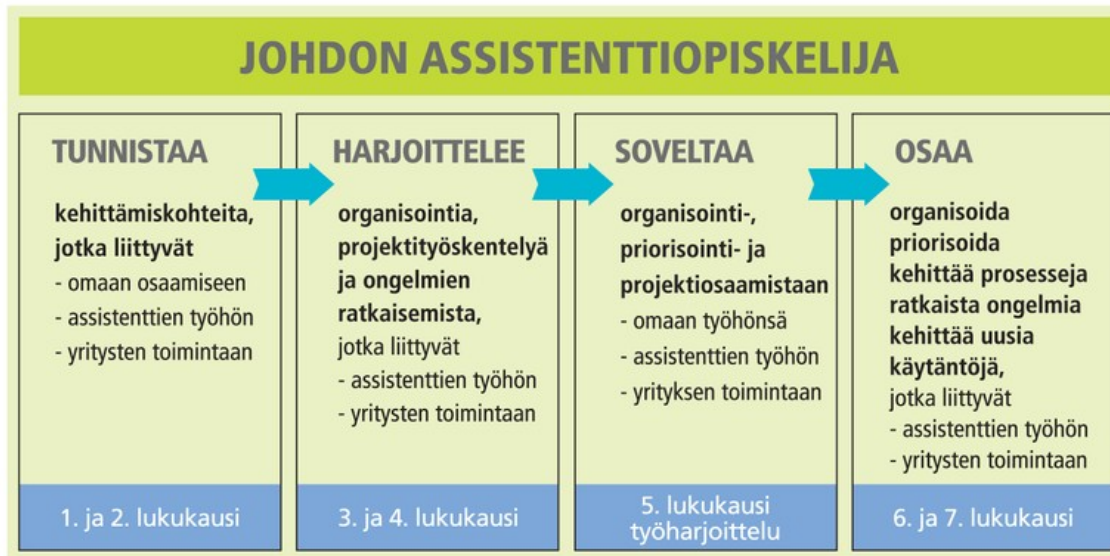 JOHDON ASSISTENTTIOPISKELIJA
TUNNISTAA
kehittämiskohteita,
jotka liittyvät
- omaan osaamiseen
- assistenttien työhön
- yritysten toimintaan
1. ja 2. lukukausi
HARJOITTELEE
organisointia,
projektityöskentelyä
ja ongelmien
ratkaisemista,
jotka liittyvät
- assistenttien työhön
- yritysten toimintaan
3. ja 4. lukukausi
SOVELTAA
organisointi-,
priorisointi- ja
projektiosaamistaan
- omaan työhönsä
- assistenttien työhön
- yrityksen toimintaan
5. lukukausi
työharjoittelu
OSAA
organisoida
priorisoida
kehittää prosesseja
ratkaista ongelmia
kehittää uusia
käytäntöjä,
jotka liittyvät
- assistenttien työhön
- yritysten toimintaan
6. ja 7. lukukausi